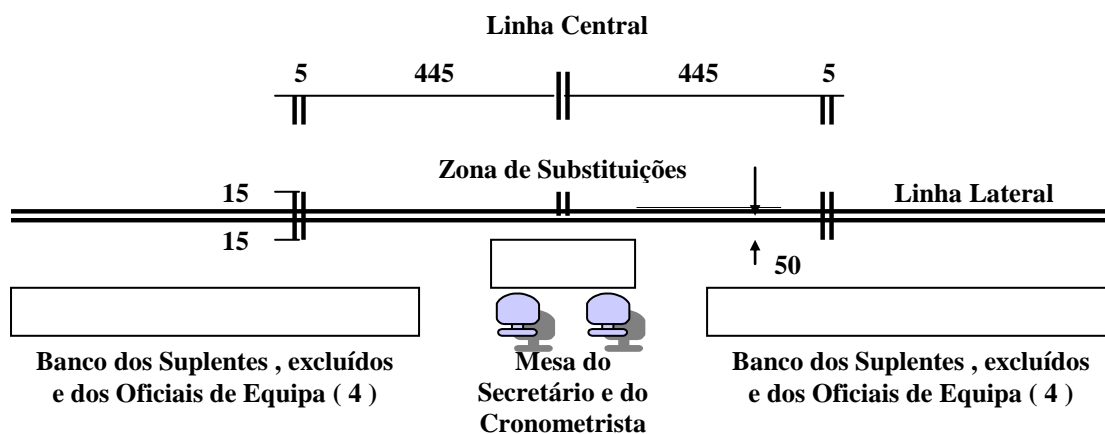 Linha Central
5 445 445 5
Zona de Substituições
15 Linha Lateral
15
50
Banco dos Suplentes , excluídos
e dos Oficiais de Equipa ( 4 )
Mesa do
Secretário e do
Cronometrista
Banco dos Suplentes , excluídos
e dos Oficiais de Equipa ( 4 )